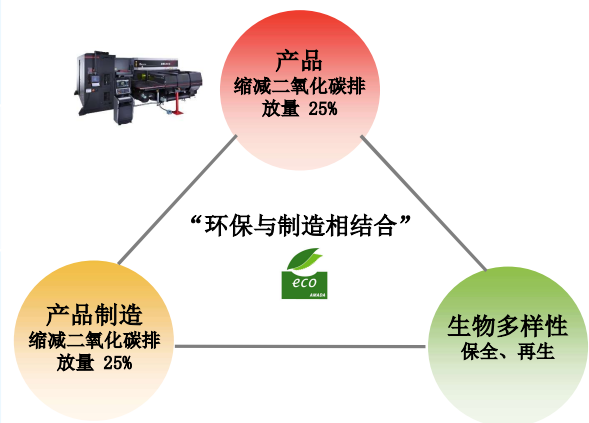 产品
缩减二氧化碳排
放量 25%
“环保与制造相结合”
eco
AMADA
产品制造
缩减二氧化碳排
放量 25%
生物多样性
保全、再生